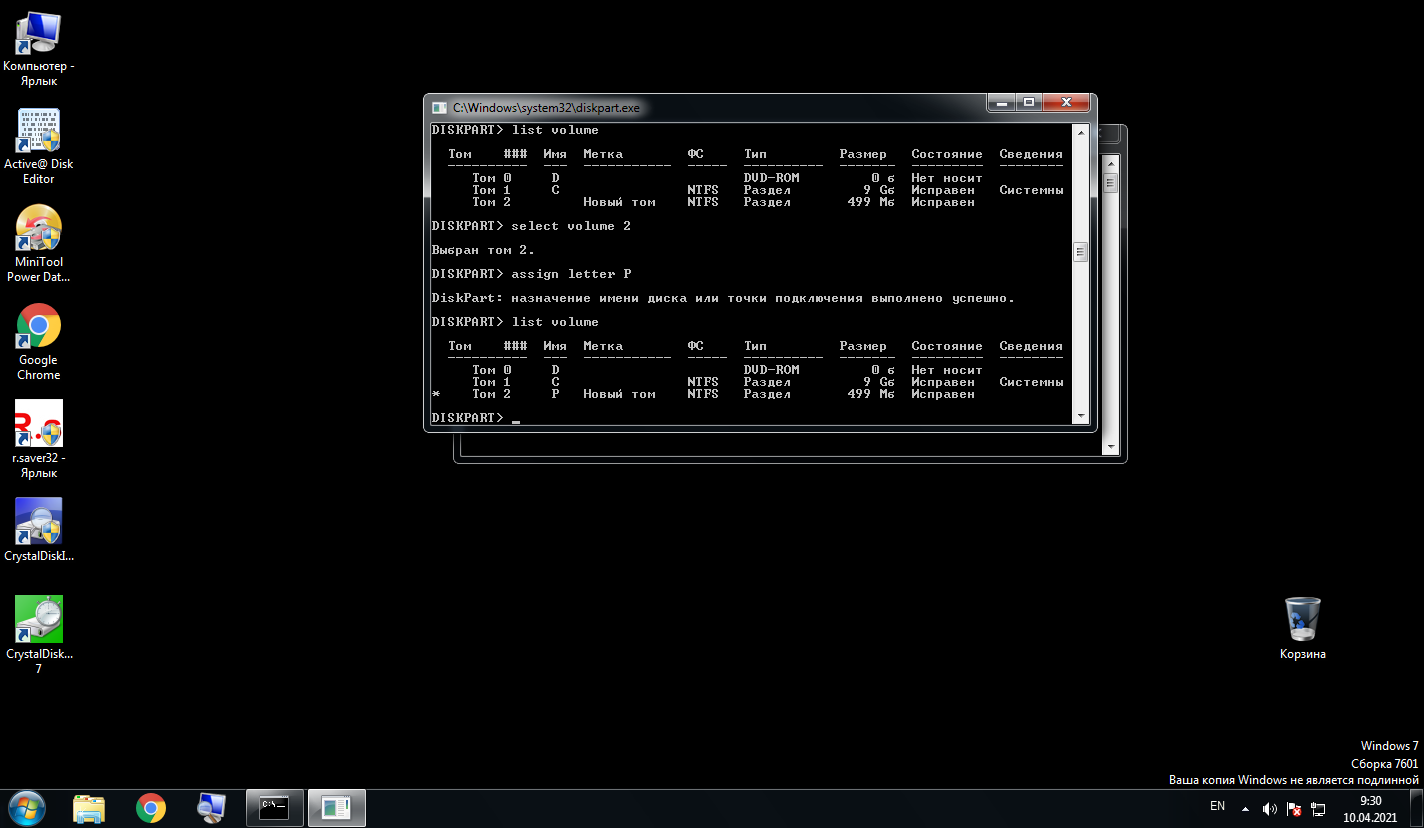 Компьютер -
Ярлык
Active@ Disk
Editor
MiniTool
Power Dat...
Google
Chrome
R.s
r.saver32 -
Ярлык
CrystalDiskI...
CrystalDisk...
7
C:\Windows\system32\diskpart.exe
DISKPART> list volume
Том ### Имя Метка ФС Тип Размер Состояние Сведения
Том 0 D DVD-ROM 0 б Нет носит
Том 1 C NTFS Раздел 9 Gб Исправен Системны
Том 2 Новый том NTFS Раздел 499 Mб Исправен
DISKPART> select volume 2
Выбран том 2.
DISKPART> assign letter P
DiskPart: назначение имени диска или точки подключения выполнено успешно.
DISKPART> list volume
Том ### Имя Метка ФС Тип Размер Состояние Сведения
Том 0 D DVD-ROM 0 б Нет носит
Том 1 C NTFS Раздел 9 Gб Исправен Системны
* Том 2 P Новый том NTFS Раздел 499 Mб Исправен
DISKPART> _
Корзина
Windows 7
Сборка 7601
Ваша копия Windows не является подлинной
C:\_
EN
9:30
10.04.2021